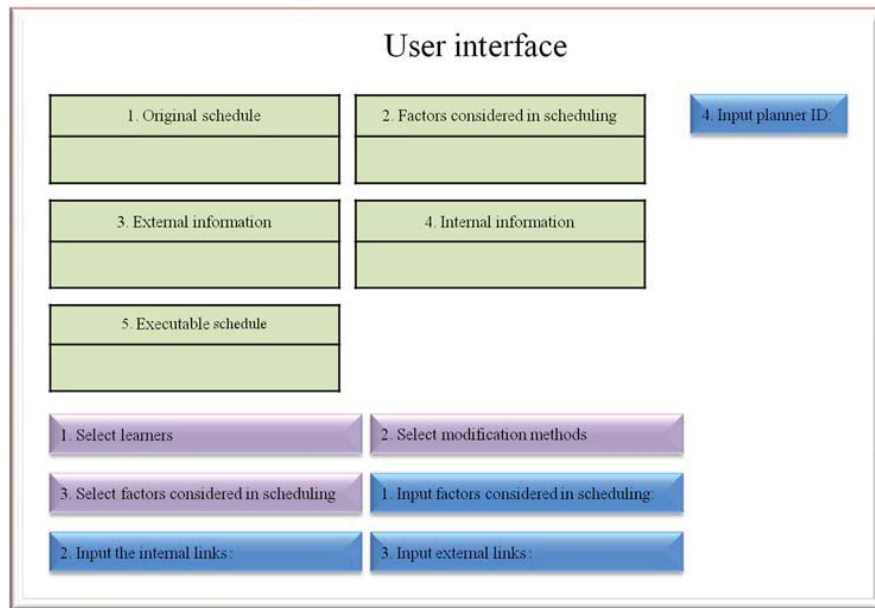 User interface
1. Original schedule
2. Factors considered in scheduling
4. Input planner ID:
3. External information
4. Internal information
5. Executable schedule
1. Select learners
2. Select modification methods
3. Select factors considered in scheduling
1. Input factors considered in scheduling:
2. Input the internal links :
3. Input external links :